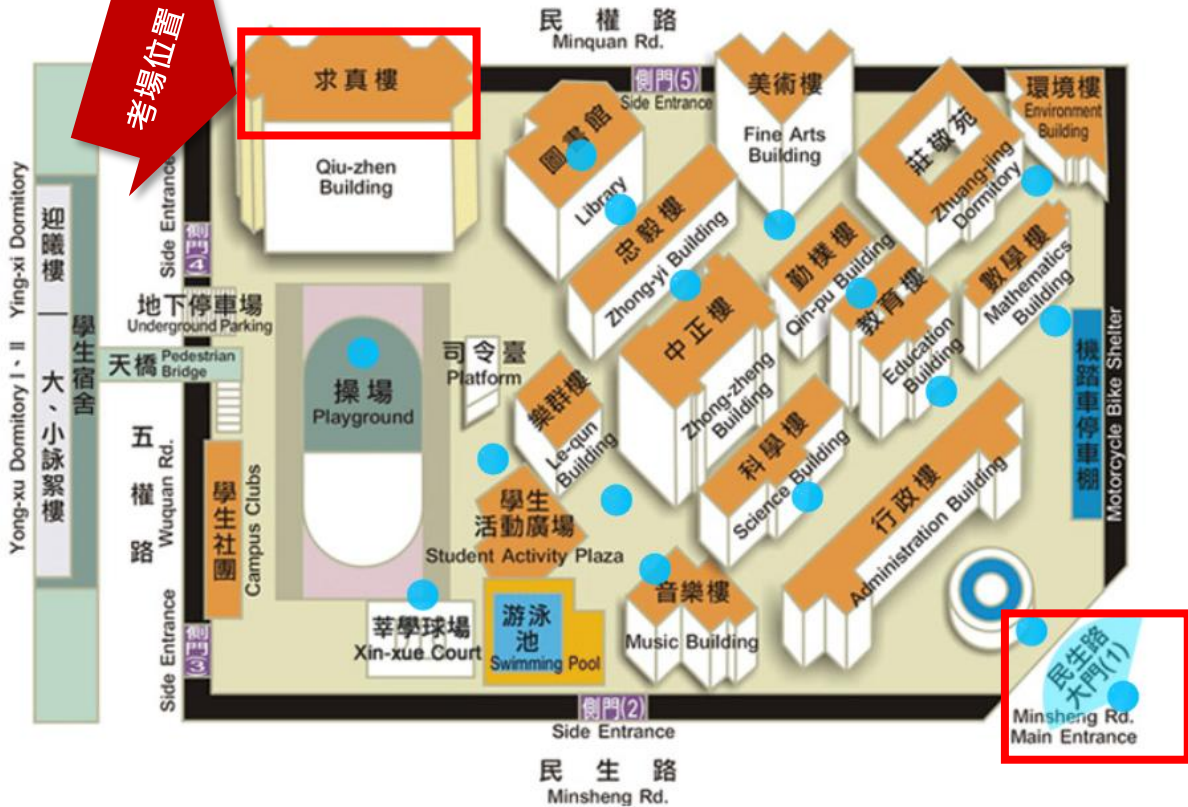 民權路
Minquan Rd.
考場位置
求真樓
Qiu-zhen
Building
側門(5)
Side Entrance
美術樓
Fine Arts
Building
環境樓
Environment
Building
圖書館
Library
莊敬苑
Zhuang-jing
Dormitory
忠毅樓
Zhong-yi Building
勤樸樓
Qin-pu Building
數學樓
Mathematics
Building
Side Entrance
側門(4)
Ying-xi Dormitory
迎曦樓
地下停車場
Underground Parking
天橋
Pedestrian
Bridge
學生宿舍
Yong-xu Dormitory I、II
大、小詠絮樓
操場
Playground
司令臺
Platform
中正樓
Zhong-zheng
Building
教育樓
Education
Building
機踏車停車棚
Motorcycle Bike Shelter
樂群樓
Le-qun
Building
科學樓
Science Building
行政樓
Administration Building
五權路
Wuquan Rd.
學生社團
Campus Clubs
學生
活動廣場
Student Activity Plaza
音樂樓
Music Building
莘學球場
Xin-xue Court
游泳
池
Swimming Pool
Side Entrance
側門(3)
民生路
大門(1)
Minsheng Rd.
Main Entrance
側門(2)
Side Entrance
民生路
Minsheng Rd.